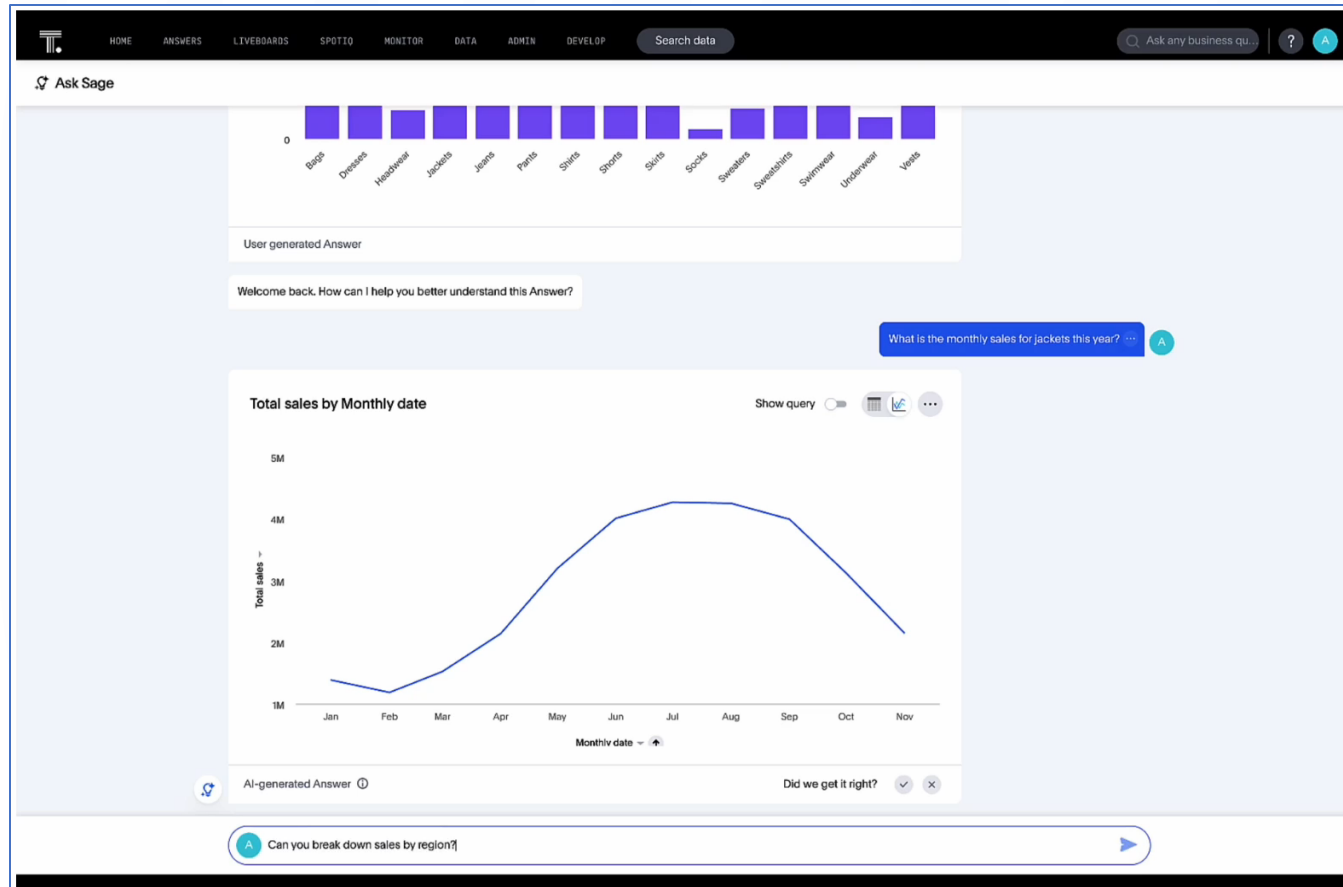 HOME ANSWERS LIVEBOARDS SPOTIQ MONITOR DATA ADMIN DEVELOP Search data Ask any business qu... ? A
Ask Sage
0
Bags Dresses Headwear Jackets Jeans Pants Shirts Shorts Skirts Socks Sweaters Sweatshirts Swimwear Underwear Vests
User generated Answer
Welcome back. How can I help you better understand this Answer?
What is the monthly sales for jackets this year? ... A
Total sales by Monthly date Show query
5M
4M
Total sales
3M
2M
1M
Jan Feb Mar Apr May Jun Jul Aug Sep Oct Nov
Monthly date
AI-generated Answer Did we get it right?
A Can you break down sales by region?